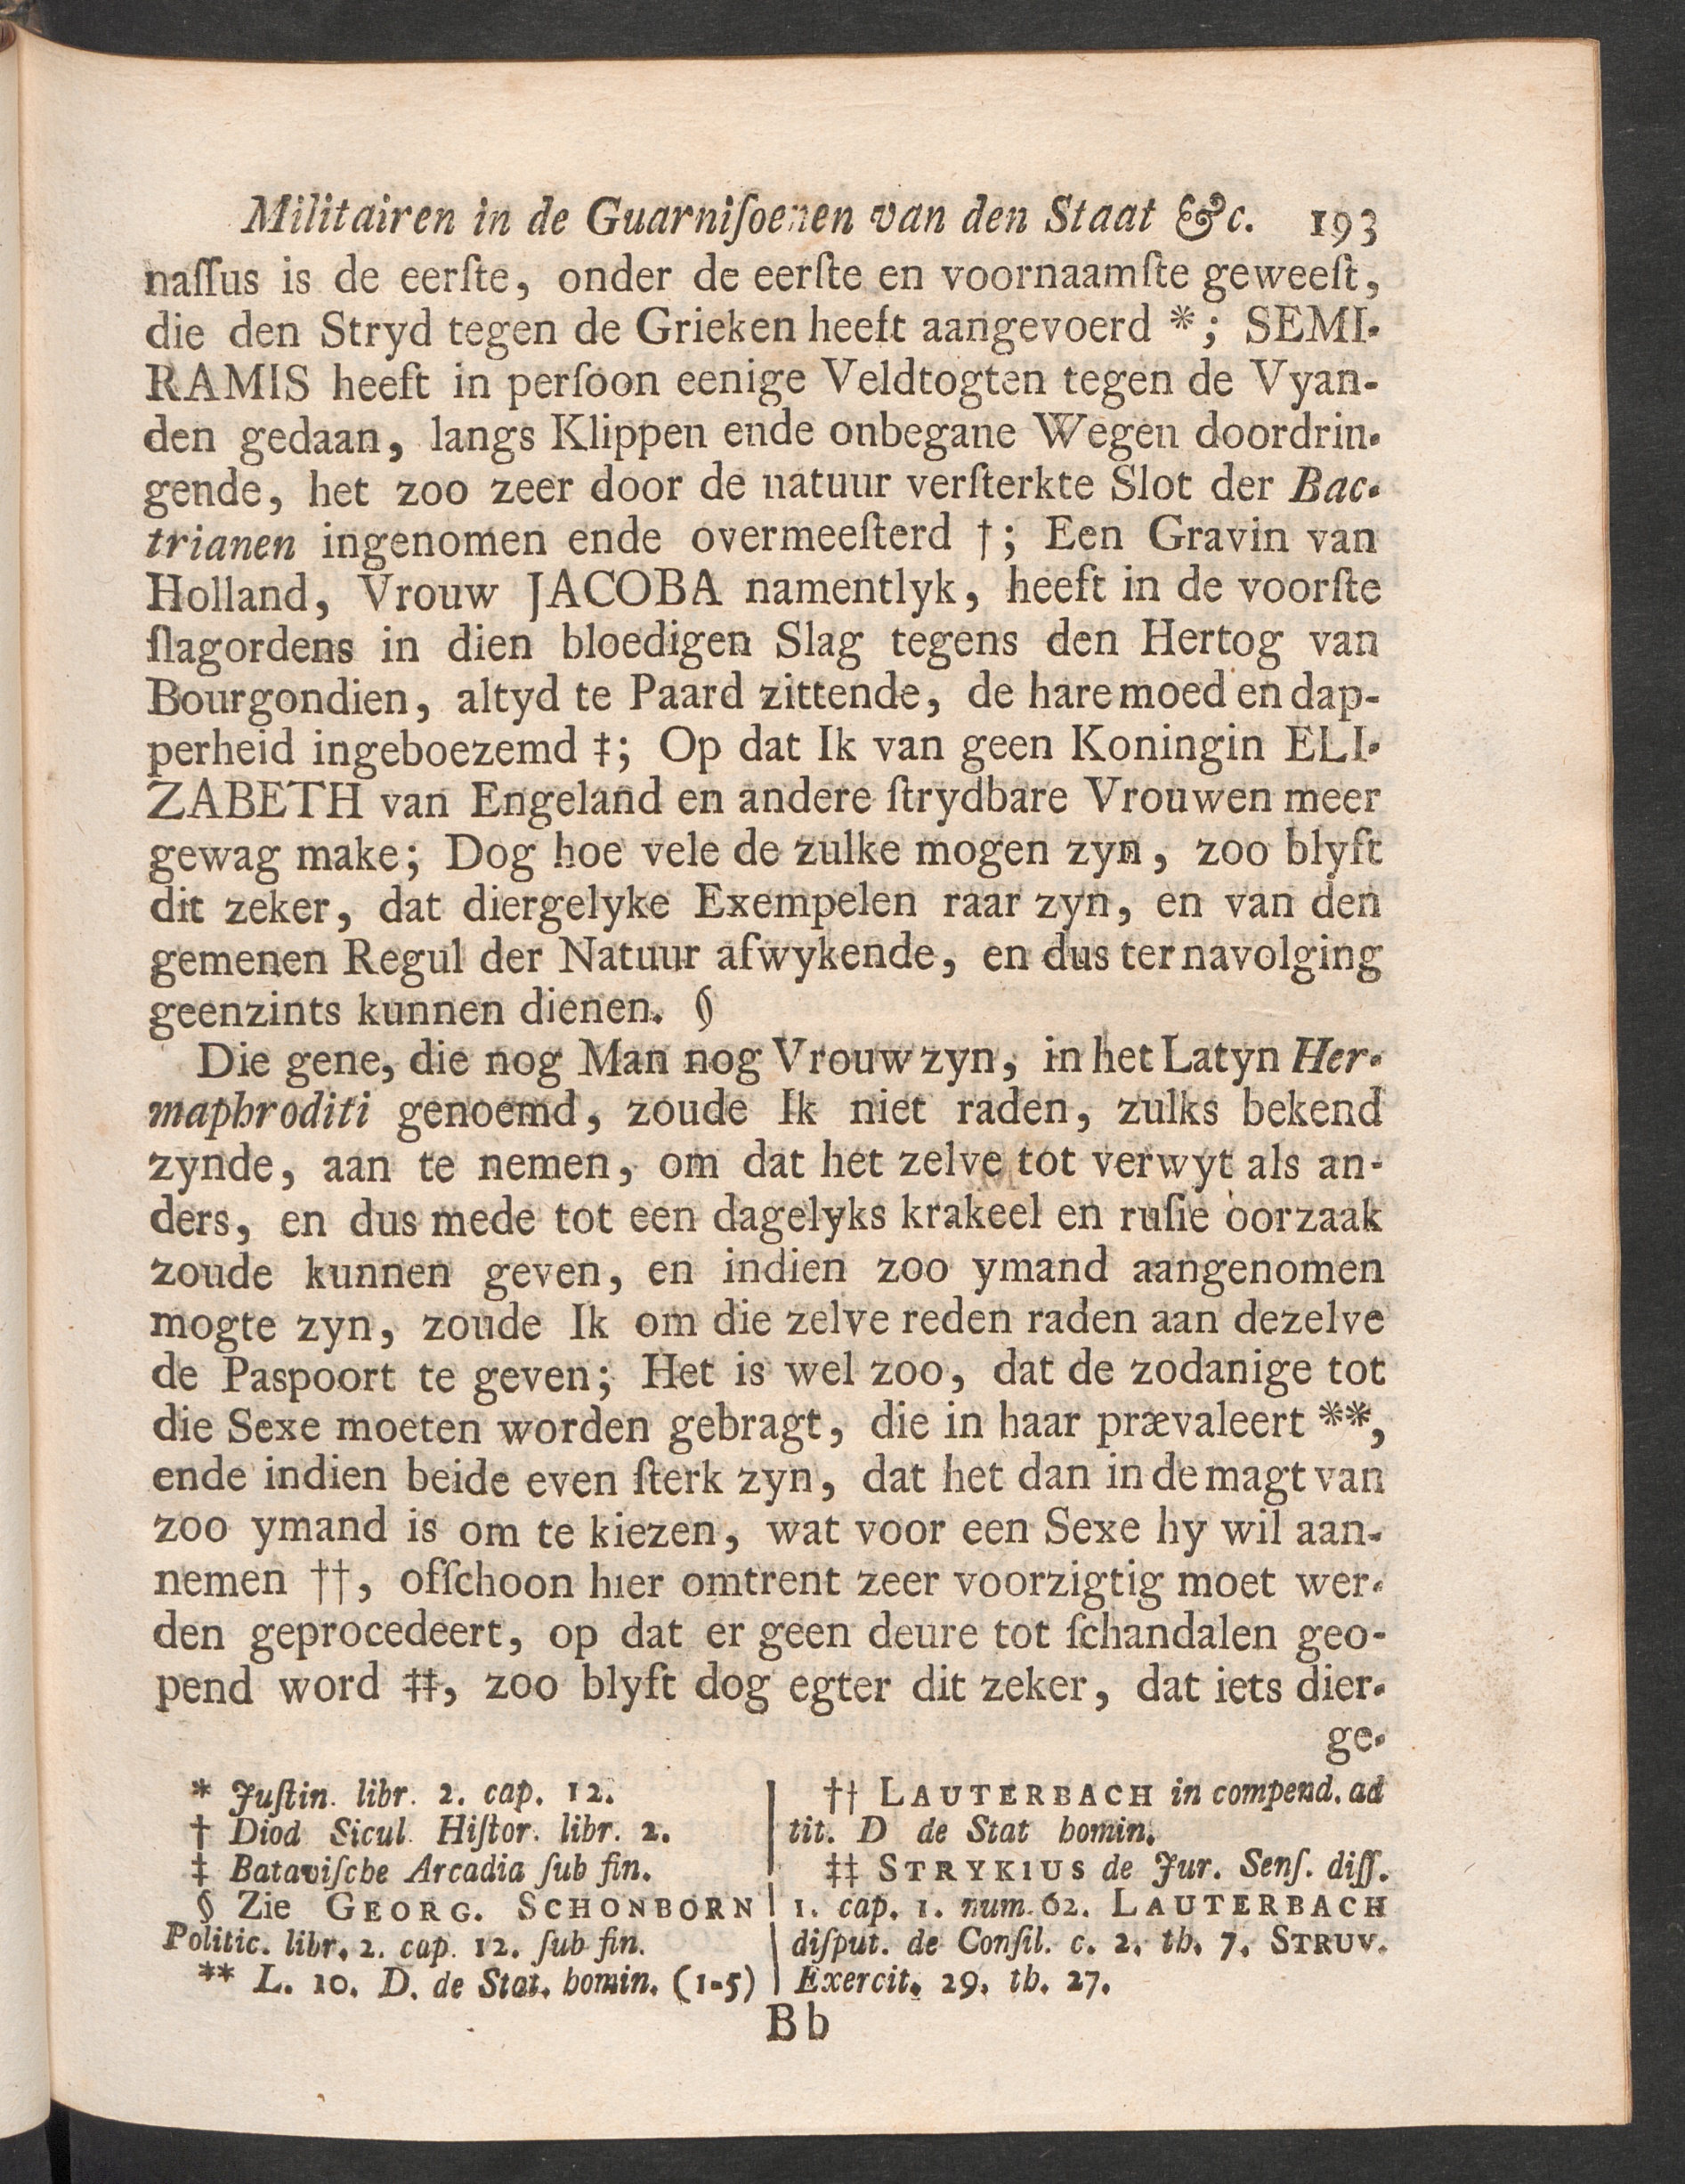 Militairen in de Guarniſoenen van den Staat &c. 193
naſſus is de eerſte, onder de eerſte en voornaamſte geweeſt,
die den Stryd tegen de Grieken heeft aangevoerd *; SEMI-
RAMIS heeft in perſoon eenige Veldtogten tegen de Vyan-
den gedaan, langs Klippen ende onbegane Wegen doordrin-
gende, het zoo zeer door de natuur verſterkte Slot der Bac-
trianen ingenomen ende overmeeſterd †; Een Gravin van
Holland, Vrouw JACOBA namentlyk, heeft in de voorſte
ſlagordens in dien bloedigen Slag tegens den Hertog van
Bourgondien, altyd te Paard zittende, de hare moed en dap-
perheid ingeboezemd ‡; Op dat Ik van geen Koningin ELI-
ZABETH van Engeland en andere ſtrydbare Vrouwen meer
gewag make; Dog hoe vele de zulke mogen zyn, zoo blyft
dit zeker, dat diergelyke Exempelen raar zyn, en van den
gemenen Regul der Natuur afwykende, en dus ter navolging
geenzints kunnen dienen. §
Die gene, die nog Man nog Vrouw zyn, in het Latyn Her-
maphroditi genoemd, zoude Ik niet raden, zulks bekend
zynde, aan te nemen, om dat het zelve tot verwyt als an-
ders, en dus mede tot een dagelyks krakeel en ruſie oorzaak
zoude kunnen geven, en indien zoo ymand aangenomen
mogte zyn, zoude Ik om die zelve reden raden aan dezelve
de Paspoort te geven; Het is wel zoo, dat de zodanige tot
die Sexe moeten worden gebragt, die in haar prævaleert **,
ende indien beide even ſterk zyn, dat het dan in de magt van
zoo ymand is om te kiezen, wat voor een Sexe hy wil aan-
nemen ††, ofſchoon hier omtrent zeer voorzigtig moet wer-
den geprocedeert, op dat er geen deure tot ſchandalen geo-
pend word ‡‡, zoo blyft dog egter dit zeker, dat iets dier-
ge-
* Juſtin. libr. 2. cap. 12.
† Diod Sicul. Hiſtor. libr. 2.
‡ Bataviſche Arcadia ſub fin.
§ Zie GEORG. SCHONBORN
Politic. libr. 2. cap. 12. ſub fin.
** L. 10. D. de Stat. homin. (1-5)
†† LAUTERBACH in compend. ad
tit. D de Stat homin.
‡‡ STRYKIUS de Jur. Senſ. diſſ.
1. cap. 1. num. 62. LAUTERBACH
diſput. de Conſil. c. 2. th. 7. STRUV.
Exercit. 29. th. 27.
Bb